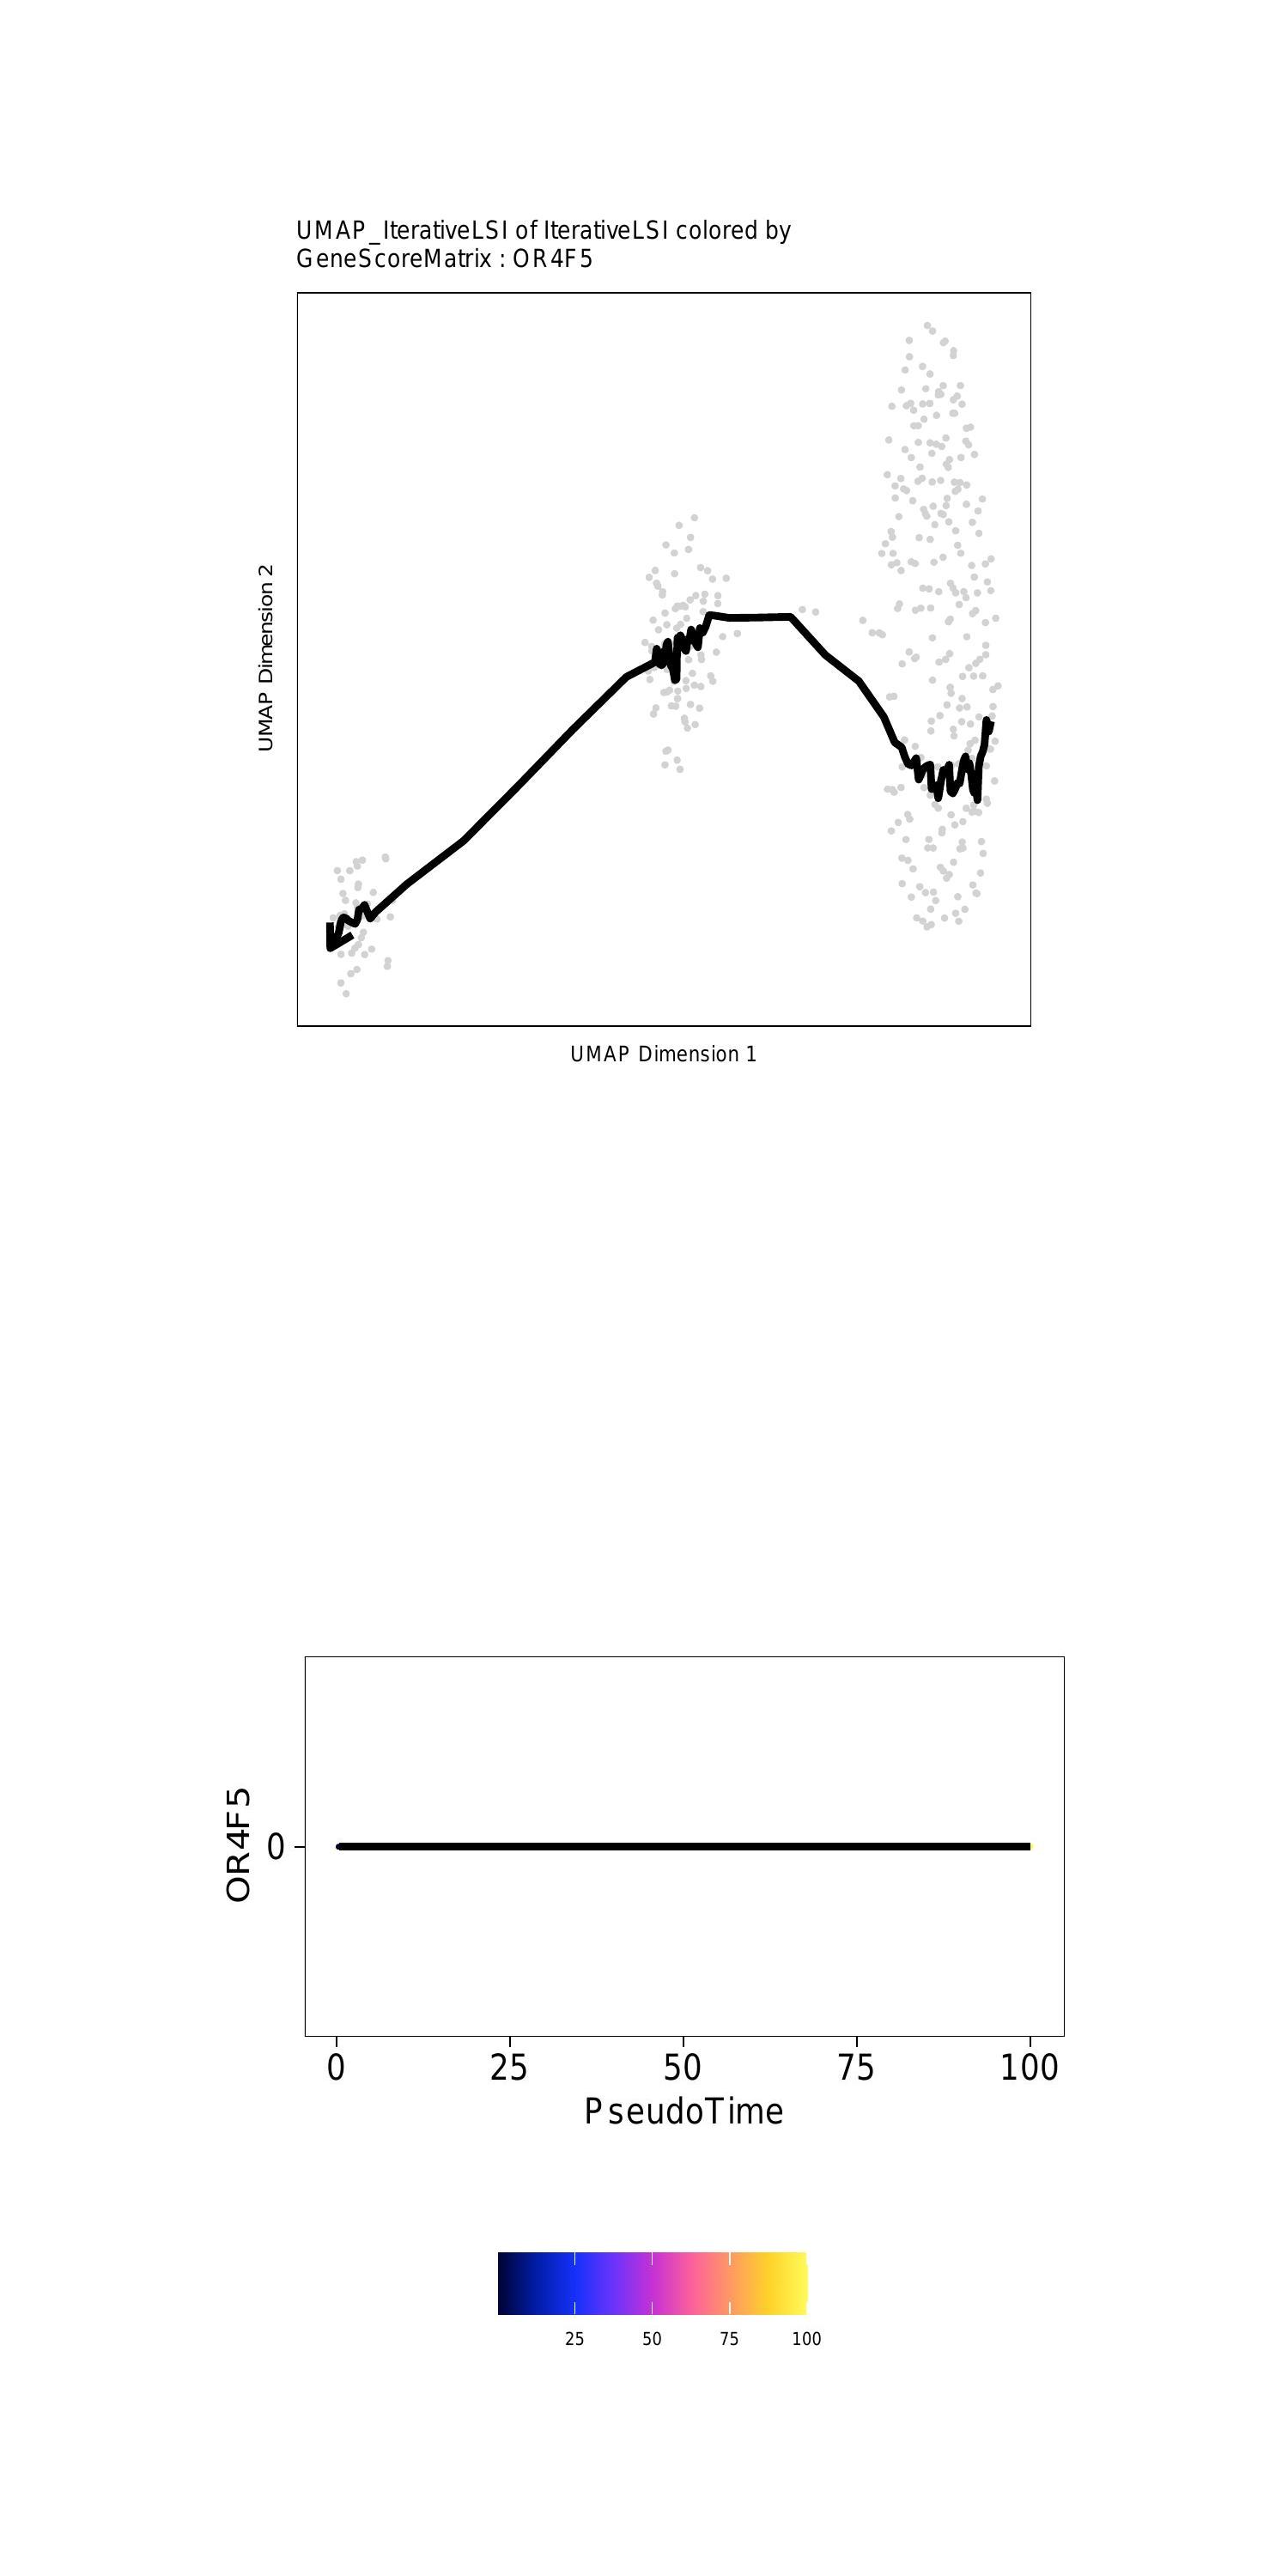 UMAP_IterativeLSI of IterativeLSI colored by
GeneScoreMatrix : OR4F5
UMAP Dimension 2
UMAP Dimension 1
OR4F5
0
0 25 50 75 100
PseudoTime
25 50 75 100